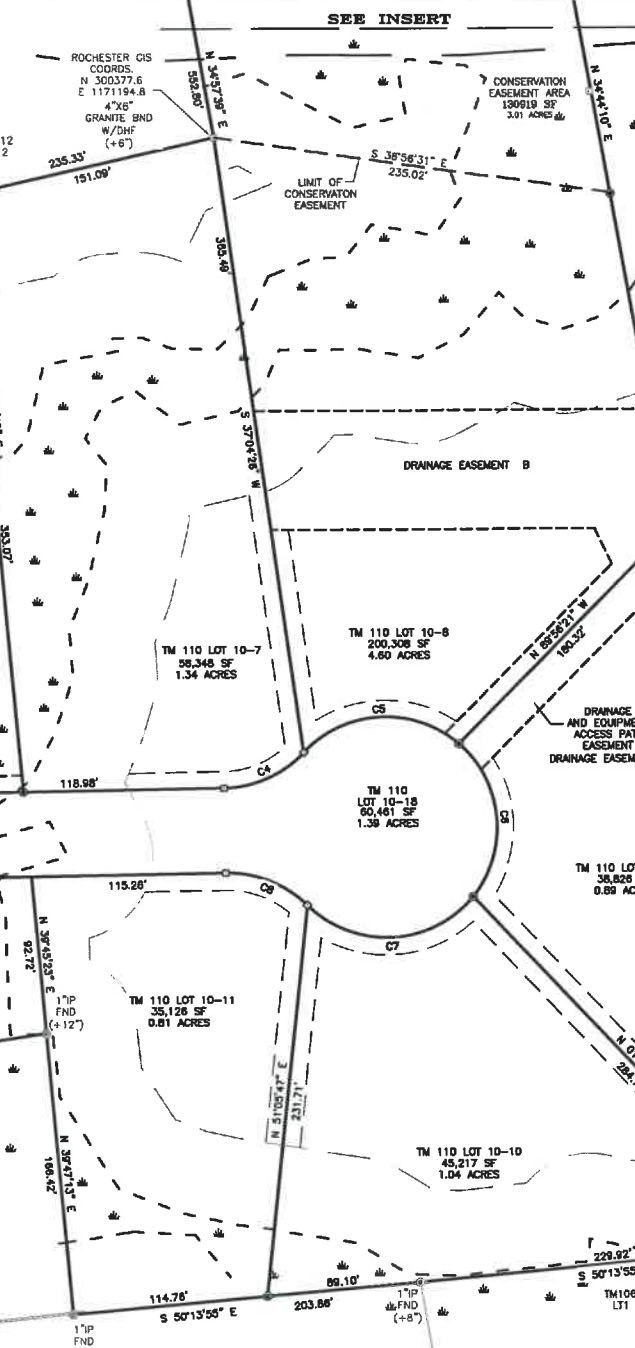 SEE INSERT
ROCHESTER GIS
COORDS.
N 300377.6
E 1171194.8
4"X6"
GRANITE BND
W/DHF
(+6")
N 34°57'39" E
552.60'
CONSERVATION
EASEMENT AREA
130919 SF
3.01 ACRES
N 34°44'10" E
12
2
235.33'
151.09'
S 38°56'31" E
235.02'
LIMIT OF
CONSERVATON
EASEMENT
385.49'
S 37°04'26" W
DRAINAGE EASEMENT B
353.07'
TM 110 LOT 10-7
58,348 SF
1.34 ACRES
TM 110 LOT 10-8
200,308 SF
4.60 ACRES
N 89°56'21" W
180.32'
DRAINAGE
AND EQUIPME
ACCESS PAT
EASEMENT
DRAINAGE EASEM
C5
C4
118.98'
TM 110
LOT 10-18
60,461 SF
1.39 ACRES
C6
TM 110 LO
38,826
0.89 AC
115.26'
C8
C7
N 39°45'23" E
92.72'
1"IP
FND
(+12")
TM 110 LOT 10-11
35,126 SF
0.81 ACRES
N 51°05'47" E
231.71'
N 0
284.
TM 110 LOT 10-10
45,217 SF
1.04 ACRES
N 39°47'13" E
166.42'
114.76'
S 50°13'55" E
89.10'
203.86'
1"IP
FND
(+8")
229.92'
S 50°13'55
TM106
LT1
1"IP
FND